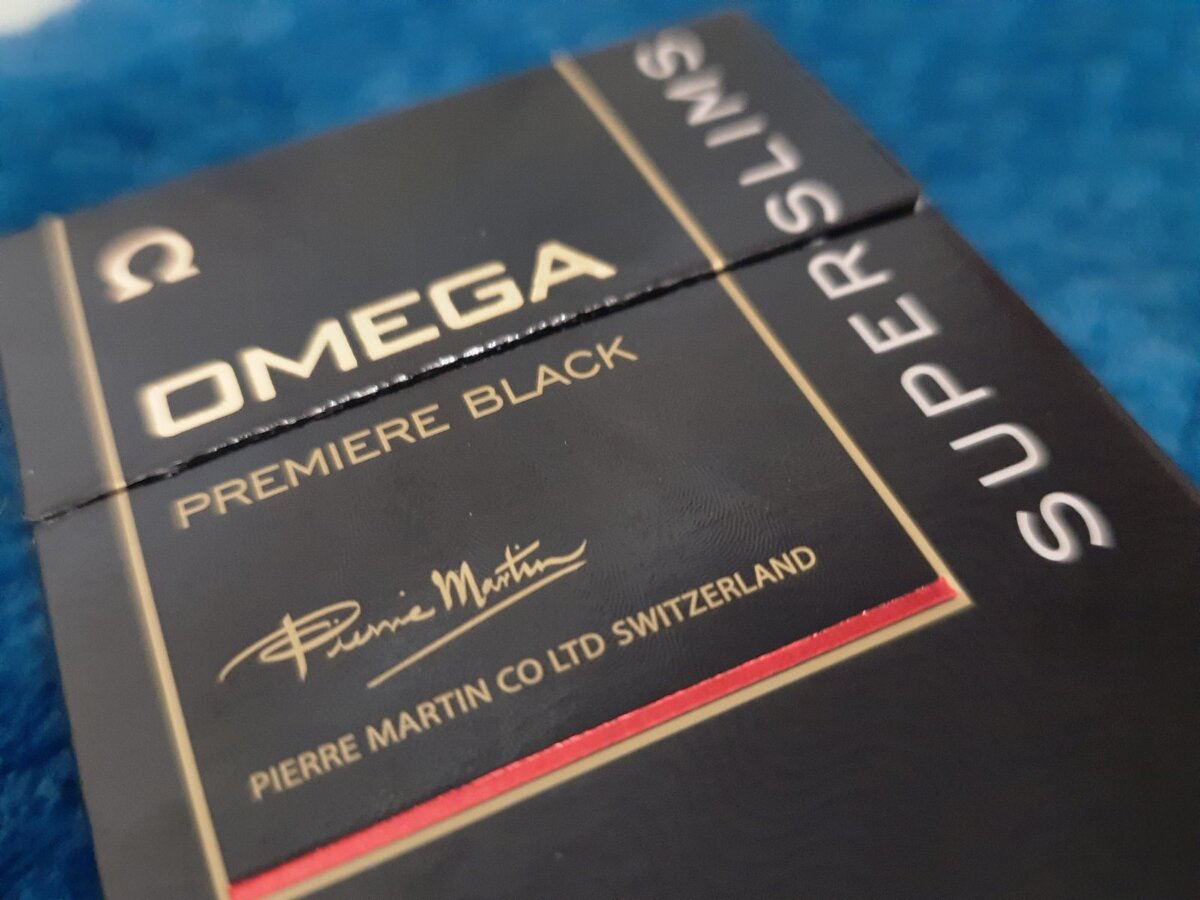 Ω
OMEGA
PREMIERE BLACK
Pierre Martin
PIERRE MARTIN CO LTD SWITZERLAND
SUPERSLIMS